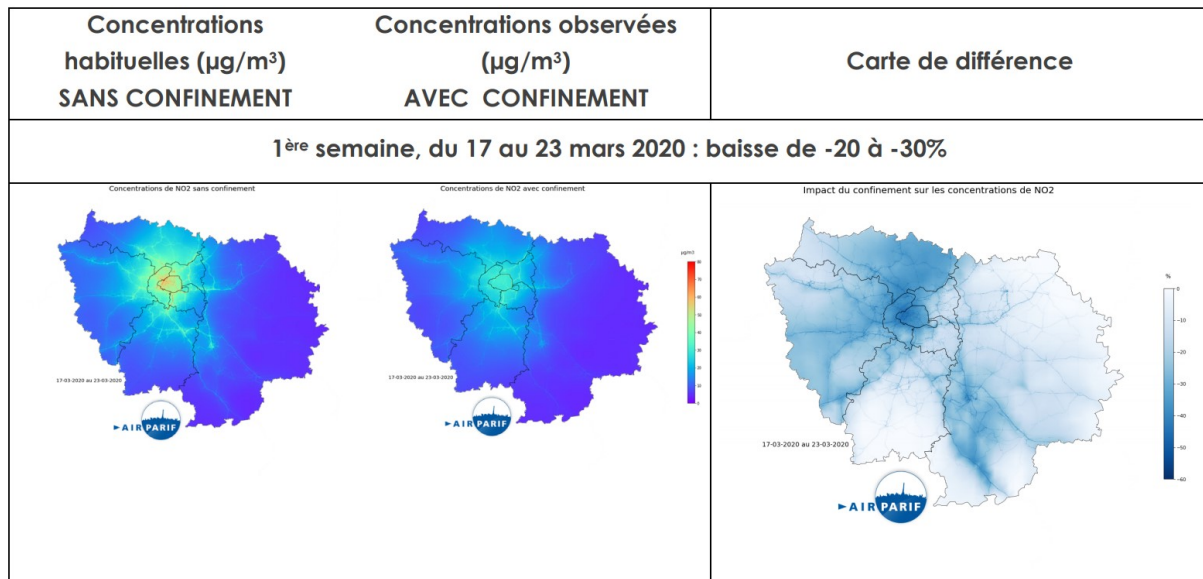 Concentrations
habituelles (µg/m³)
SANS CONFINEMENT
Concentrations observées
(µg/m³)
AVEC CONFINEMENT
Carte de différence
1ère semaine, du 17 au 23 mars 2020 : baisse de -20 à -30%
Concentrations de NO2 sans confinement
17-03-2020 au 23-03-2020
AIRPARIF
Concentrations de NO2 avec confinement
µg/m3
17-03-2020 au 23-03-2020
AIRPARIF
Impact du confinement sur les concentrations de NO2
%
0
-10
-20
-30
-40
-50
-60
17-03-2020 au 23-03-2020
AIRPARIF